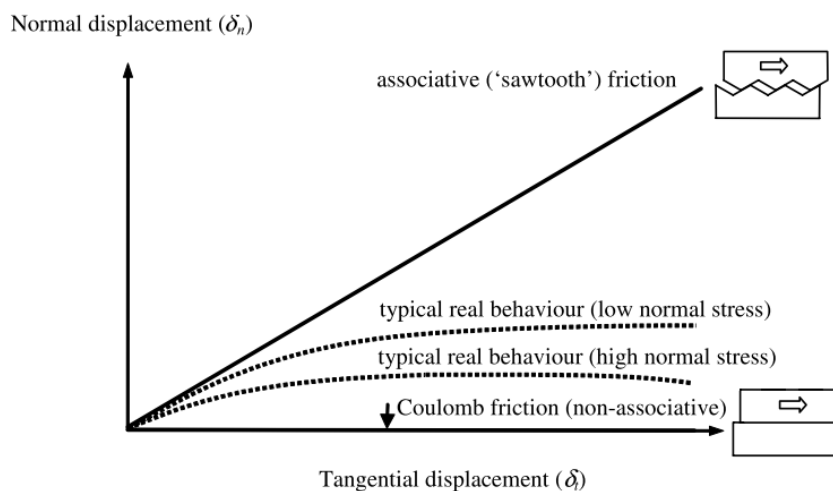 Normal displacement (δₙ)
associative (‘sawtooth’) friction
typical real behaviour (low normal stress)
typical real behaviour (high normal stress)
Coulomb friction (non-associative)
Tangential displacement (δₜ)